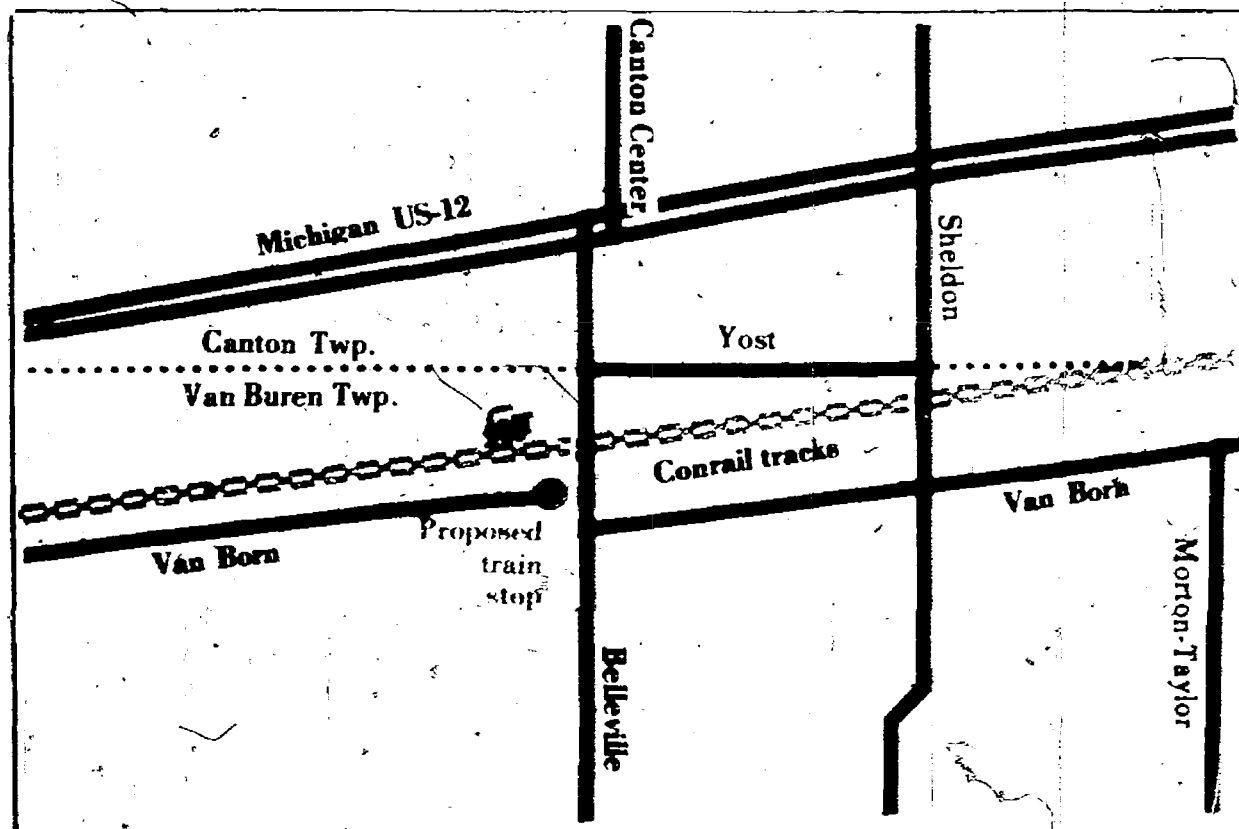 Canton Center
Michigan US-12
Sheldon
Canton Twp.
Yost
Van Buren Twp.
Conrail tracks
Van Born
Van Born
Proposed
train
stop
Morton-Taylor
Belleville